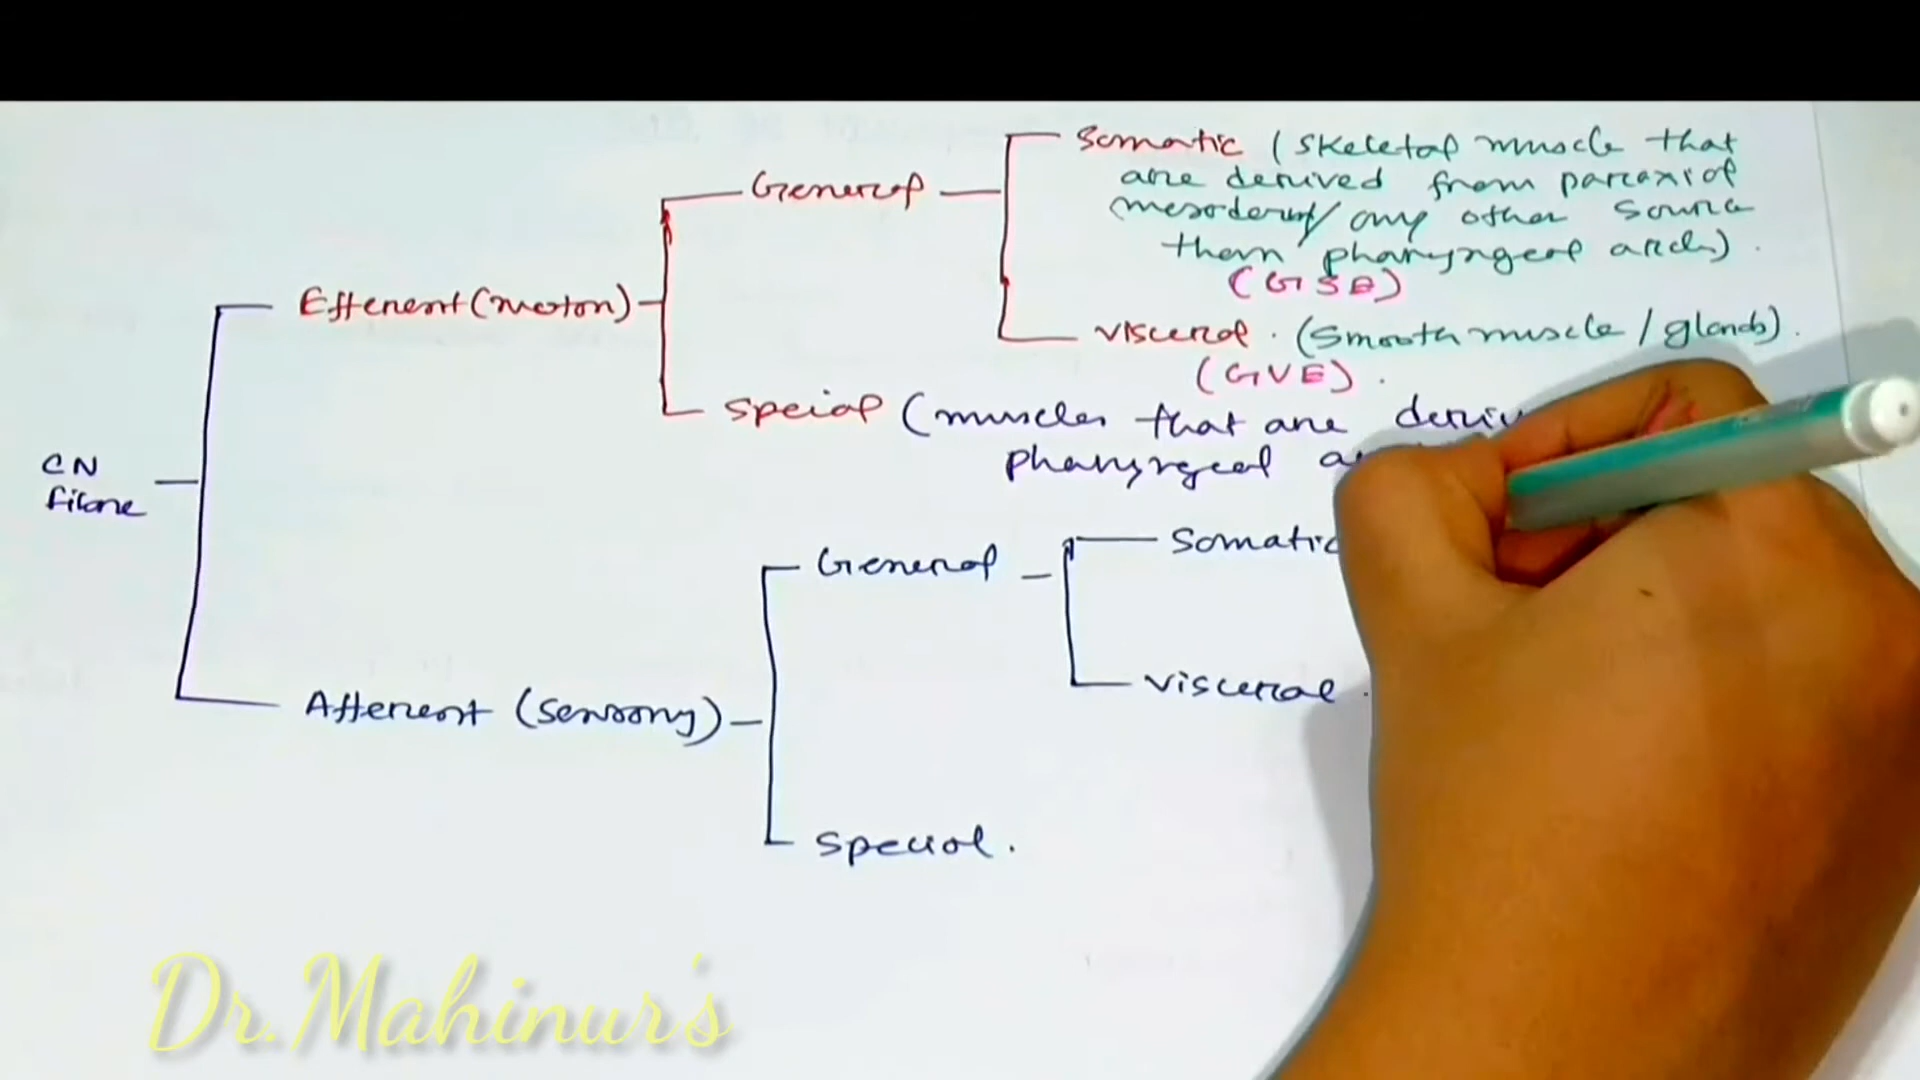 Somatic (skeletal muscle that
are derived from paraxial
mesoderm/ any other source
then pharyngeal arch).
(GSE)
General
Efferent (motor)
visceral. (smooth muscle / glands).
(GVE).
special (muscles that are deriv
pharyngeal a
CN
fibre
General
Somatic
visceral.
Afferent (sensory)
special.
Dr.Mahinur's